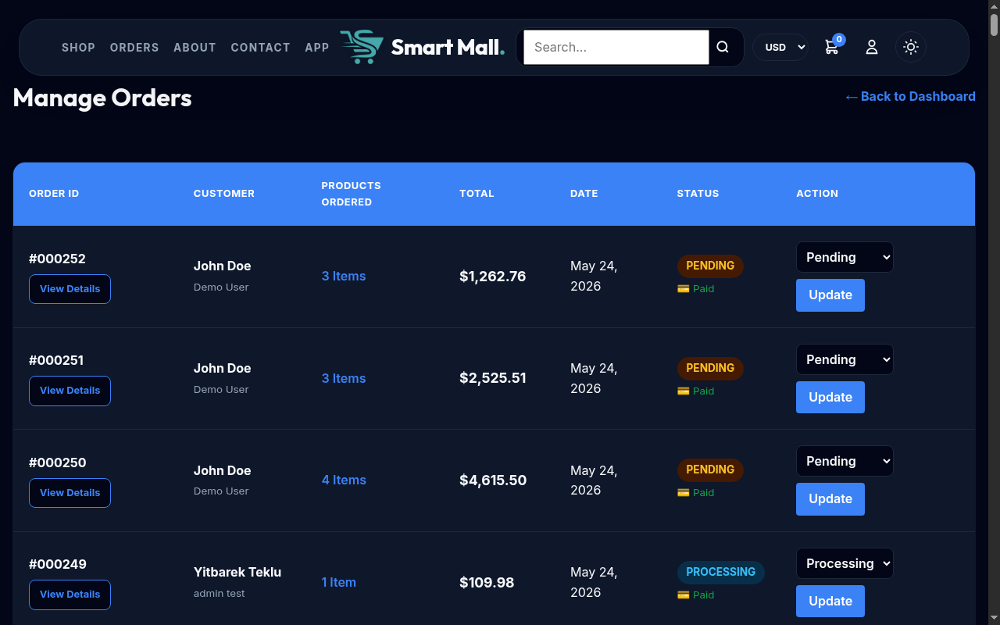 SHOP ORDERS ABOUT CONTACT APP Smart Mall. Search... USD 0
Manage Orders
← Back to Dashboard
ORDER ID CUSTOMER PRODUCTS ORDERED TOTAL DATE STATUS ACTION
#000252
View Details
John Doe
Demo User
3 Items
$1,262.76
May 24,
2026
PENDING
💳 Paid
Pending
Update
#000251
View Details
John Doe
Demo User
3 Items
$2,525.51
May 24,
2026
PENDING
💳 Paid
Pending
Update
#000250
View Details
John Doe
Demo User
4 Items
$4,615.50
May 24,
2026
PENDING
💳 Paid
Pending
Update
#000249
View Details
Yitbarek Teklu
admin test
1 Item
$109.98
May 24,
2026
PROCESSING
💳 Paid
Processing
Update